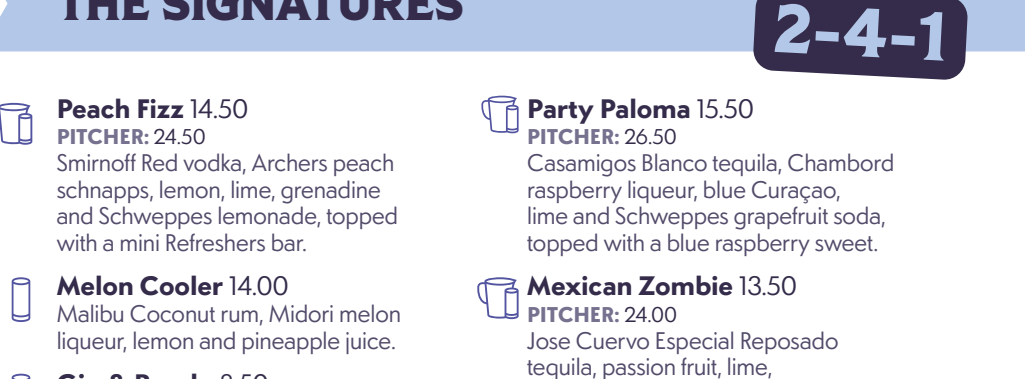 THE SIGNATURES
2-4-1
Peach Fizz 14.50
PITCHER: 24.50
Smirnoff Red vodka, Archers peach
schnapps, lemon, lime, grenadine
and Schweppes lemonade, topped
with a mini Refreshers bar.
Melon Cooler 14.00
Malibu Coconut rum, Midori melon
liqueur, lemon and pineapple juice.
Party Paloma 15.50
PITCHER: 26.50
Casamigos Blanco tequila, Chambord
raspberry liqueur, blue Curaçao,
lime and Schweppes grapefruit soda,
topped with a blue raspberry sweet.
Mexican Zombie 13.50
PITCHER: 24.00
Jose Cuervo Especial Reposado
tequila, passion fruit, lime,